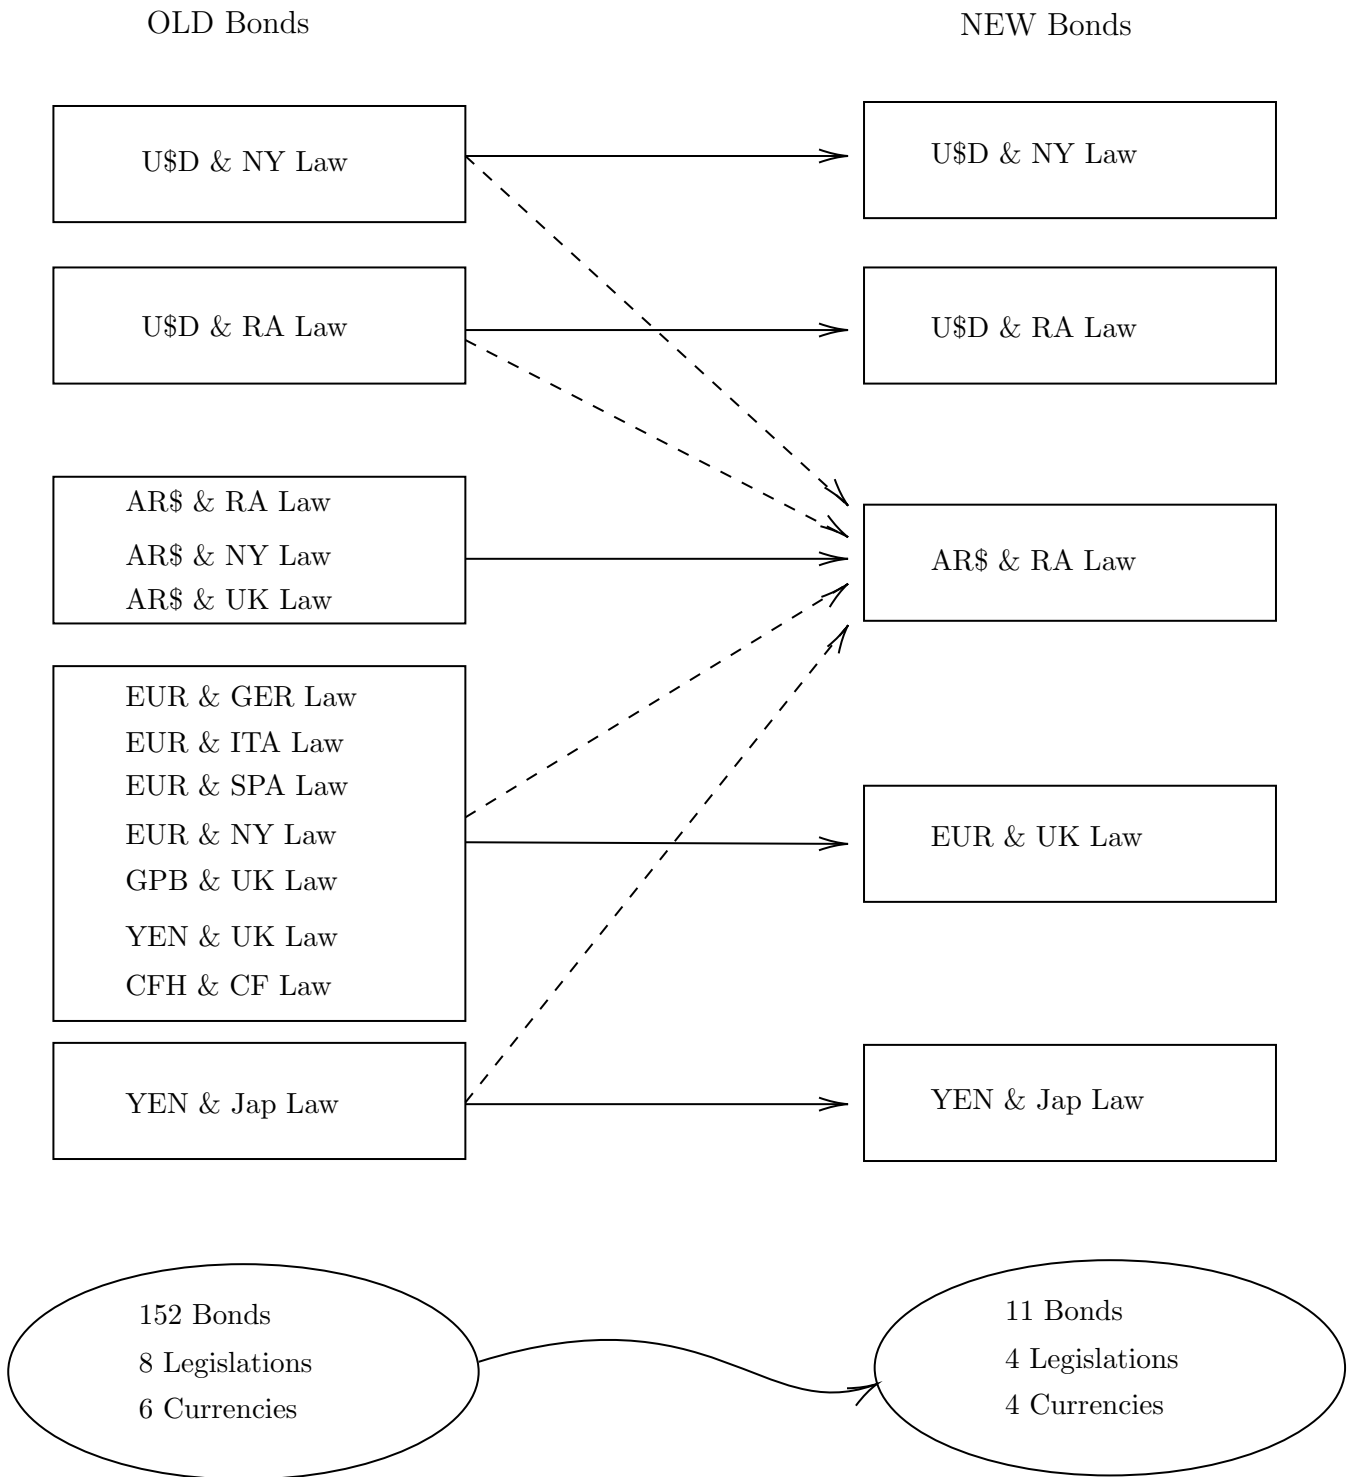 OLD Bonds
NEW Bonds
U$D & NY Law
U$D & NY Law
U$D & RA Law
U$D & RA Law
AR$ & RA Law
AR$ & NY Law
AR$ & UK Law
AR$ & RA Law
EUR & GER Law
EUR & ITA Law
EUR & SPA Law
EUR & NY Law
GPB & UK Law
YEN & UK Law
CFH & CF Law
EUR & UK Law
YEN & Jap Law
YEN & Jap Law
152 Bonds
8 Legislations
6 Currencies
11 Bonds
4 Legislations
4 Currencies